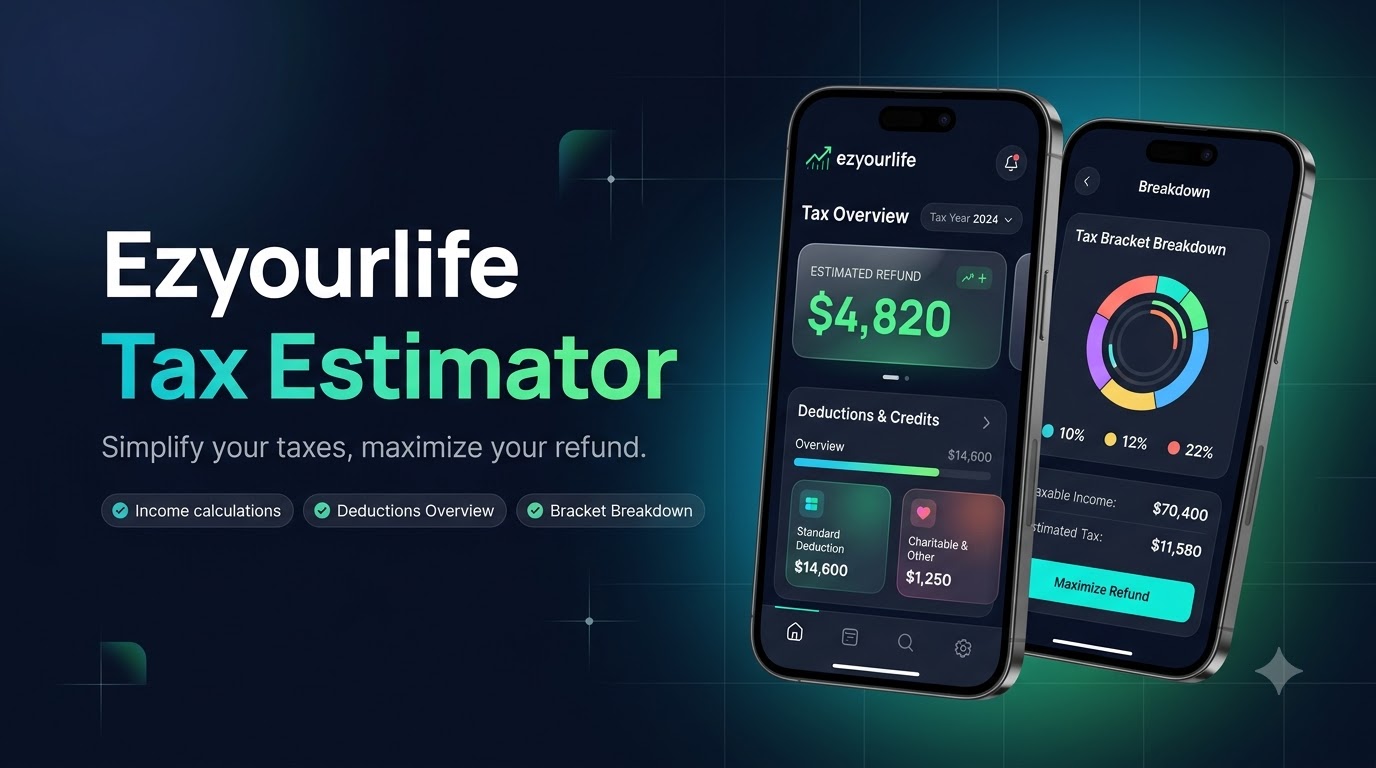 Ezyourlife
Tax Estimator
Simplify your taxes, maximize your refund.
Income calculations
Deductions Overview
Bracket Breakdown
ezyourlife
Tax Overview
Tax Year 2024
ESTIMATED REFUND
$4,820
Deductions & Credits
Overview
$14,600
Standard
Deduction
$14,600
Charitable &
Other
$1,250
Breakdown
Tax Bracket Breakdown
10%
12%
22%
axable Income:
$70,400
stimated Tax:
$11,580
Maximize Refund